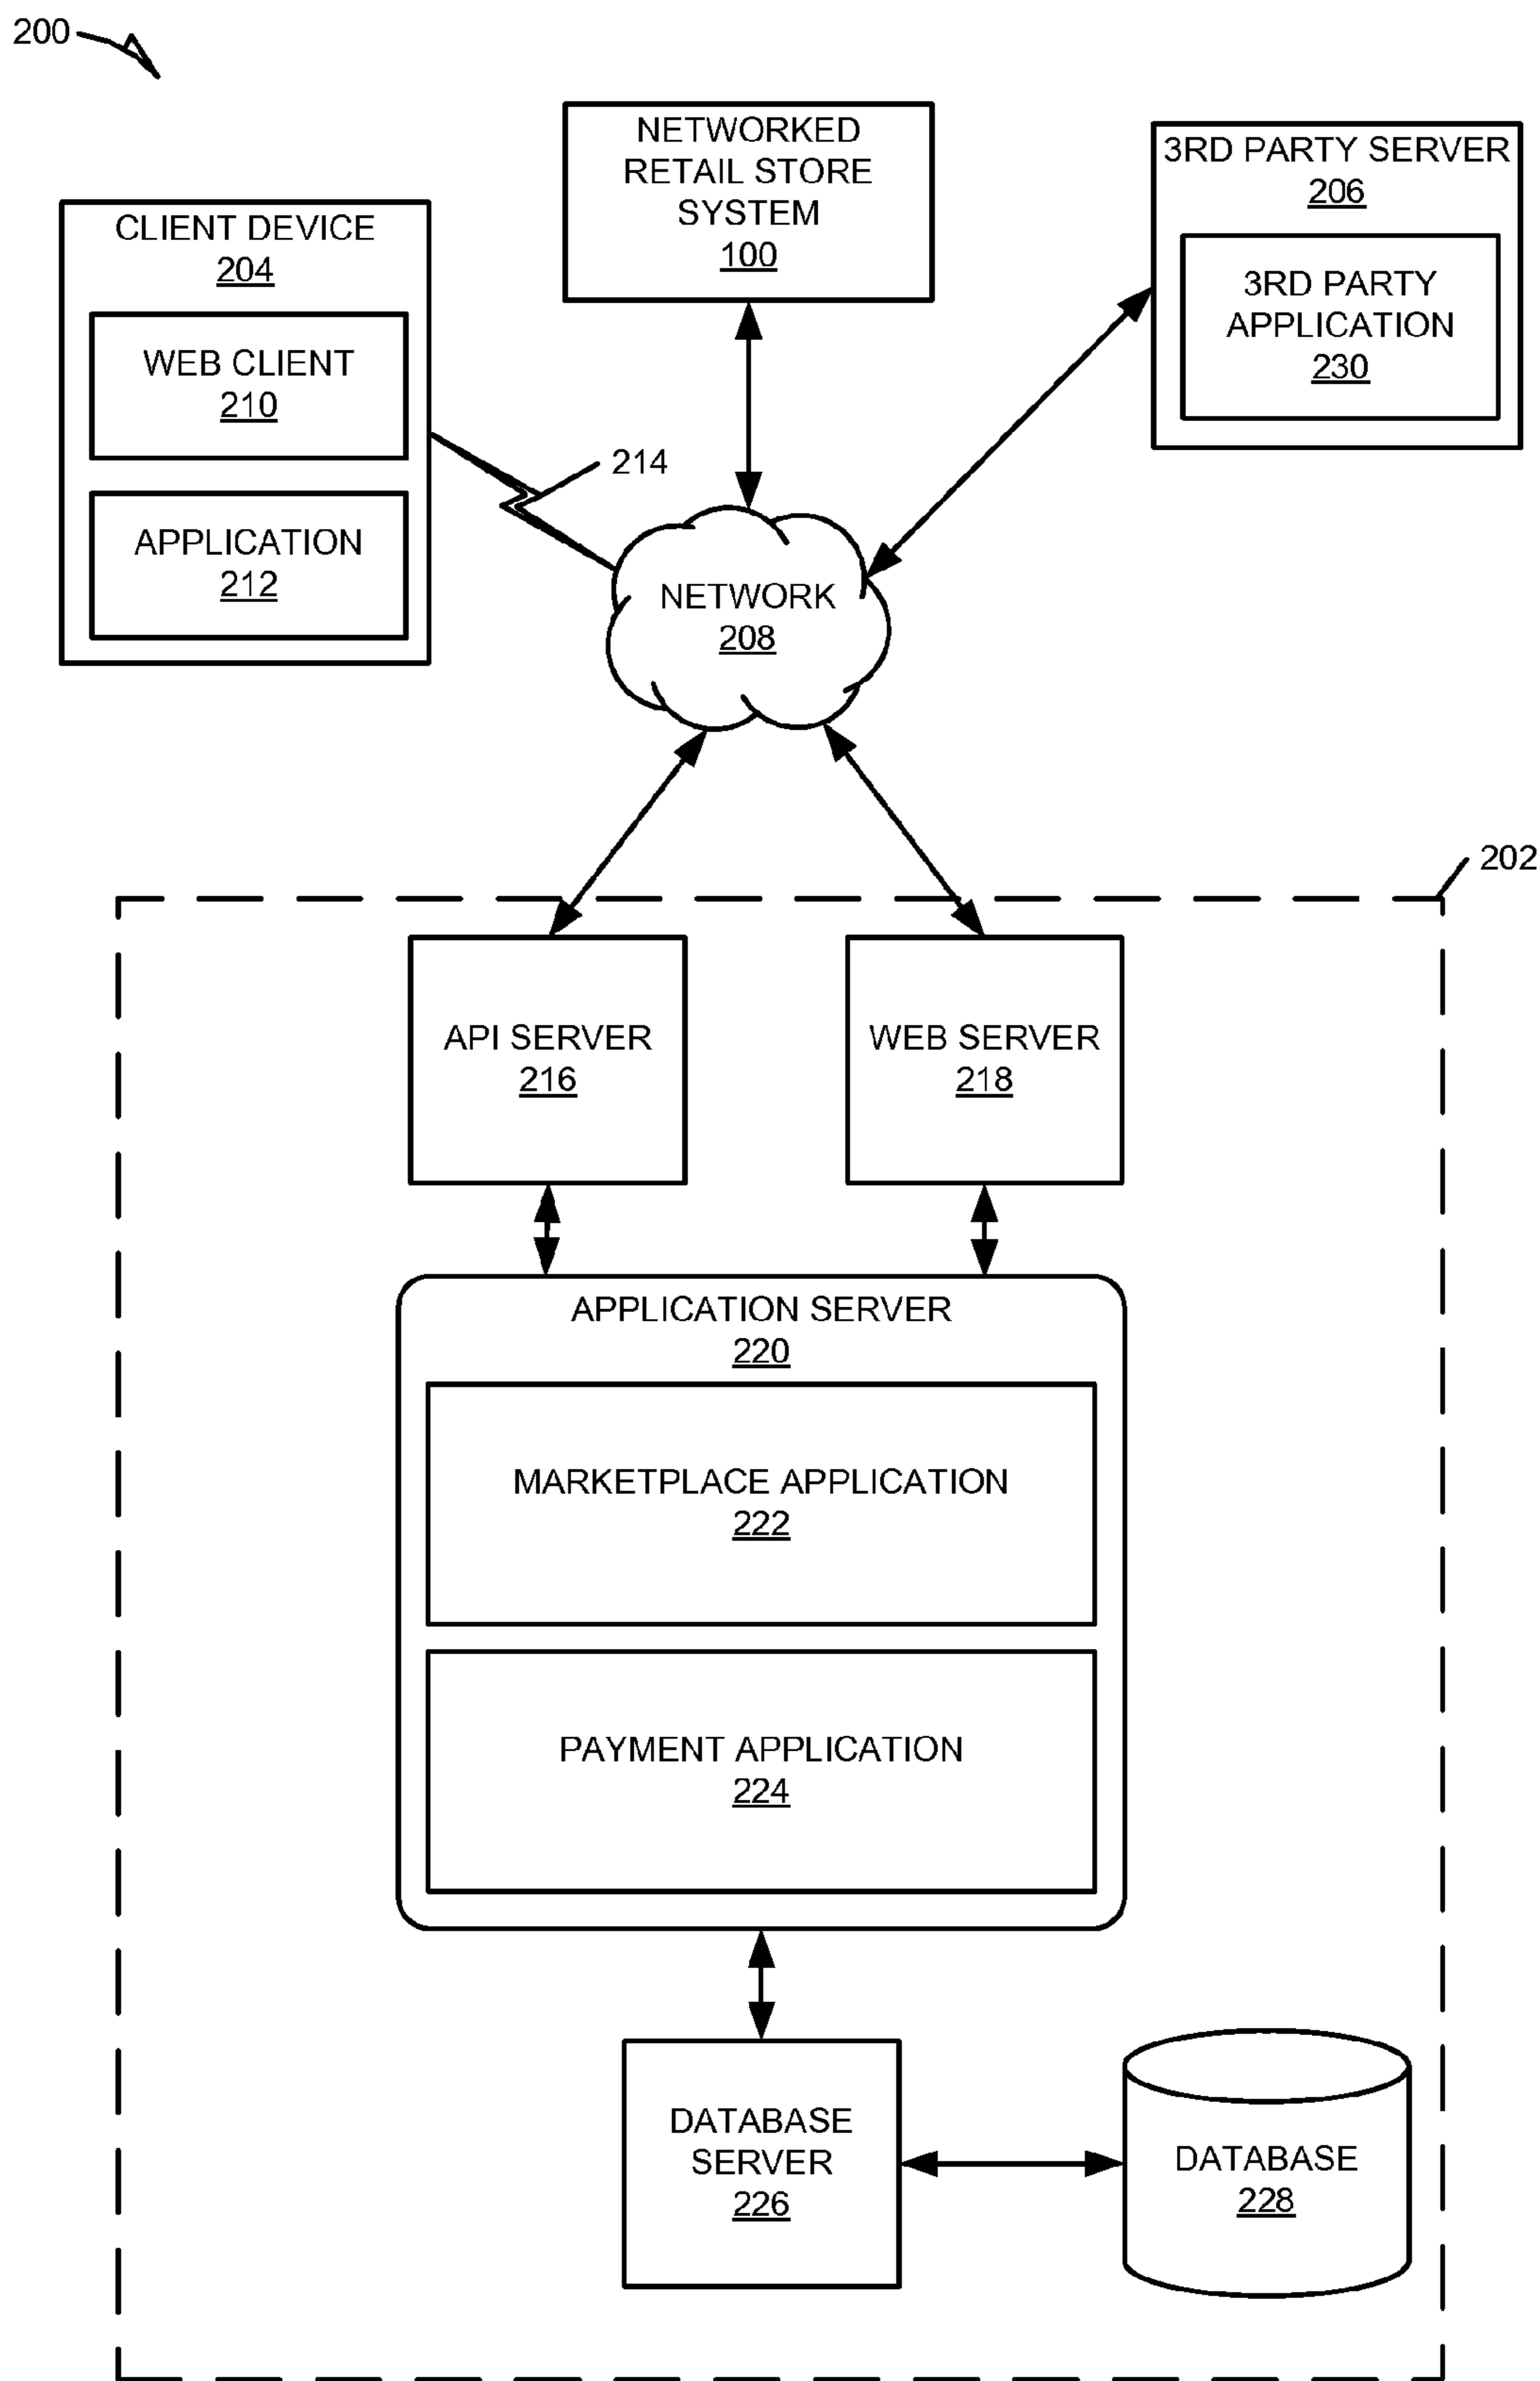 200
NETWORKED
RETAIL STORE
SYSTEM
100
3RD PARTY SERVER
206
3RD PARTY
APPLICATION
230
CLIENT DEVICE
204
WEB CLIENT
210
APPLICATION
212
214
NETWORK
208
202
API SERVER
216
WEB SERVER
218
APPLICATION SERVER
220
MARKETPLACE APPLICATION
222
PAYMENT APPLICATION
224
DATABASE
SERVER
226
DATABASE
228